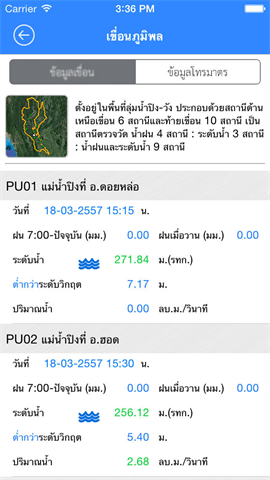 Carrier 3:36 PM
เขื่อนภูมิพล
ข้อมูลเขื่อน ข้อมูลโทรมาตร
ตั้งอยู่ในพื้นที่ลุ่มน้ำปิง-วัง ประกอบด้วยสถานีด้าน
เหนือเขื่อน 6 สถานีและท้ายเขื่อน 10 สถานี เป็น
สถานีตรวจวัด น้ำฝน 4 สถานี : ระดับน้ำ 3 สถานี
: น้ำฝนและระดับน้ำ 9 สถานี
PU01 แม่น้ำปิงที่ อ.ดอยหล่อ
วันที่ 18-03-2557 15:15 น.
ฝน 7:00-ปัจจุบัน (มม.) 0.00 ฝนเมื่อวาน (มม.) 0.00
ระดับน้ำ 271.84 ม.(รทก.)
ต่ำกว่าระดับวิกฤต 7.17 ม.
ปริมาณน้ำ 0.00 ลบ.ม./วินาที
PU02 แม่น้ำปิงที่ อ.ฮอด
วันที่ 18-03-2557 15:30 น.
ฝน 7:00-ปัจจุบัน (มม.) 0.00 ฝนเมื่อวาน (มม.) 0.00
ระดับน้ำ 256.12 ม.(รทก.)
ต่ำกว่าระดับวิกฤต 5.40 ม.
ปริมาณน้ำ 2.68 ลบ.ม./วินาที